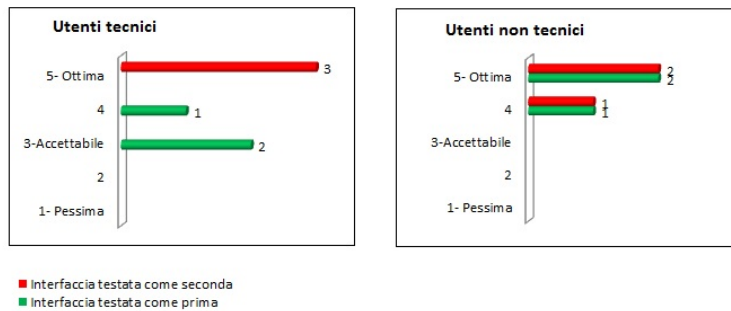 Utenti tecnici
5- Ottima
3
4
1
3-Accettabile
2
2
1- Pessima
Utenti non tecnici
5- Ottima
2
2
4
1
1
3-Accettabile
2
1- Pessima
Interfaccia testata come seconda
Interfaccia testata come prima